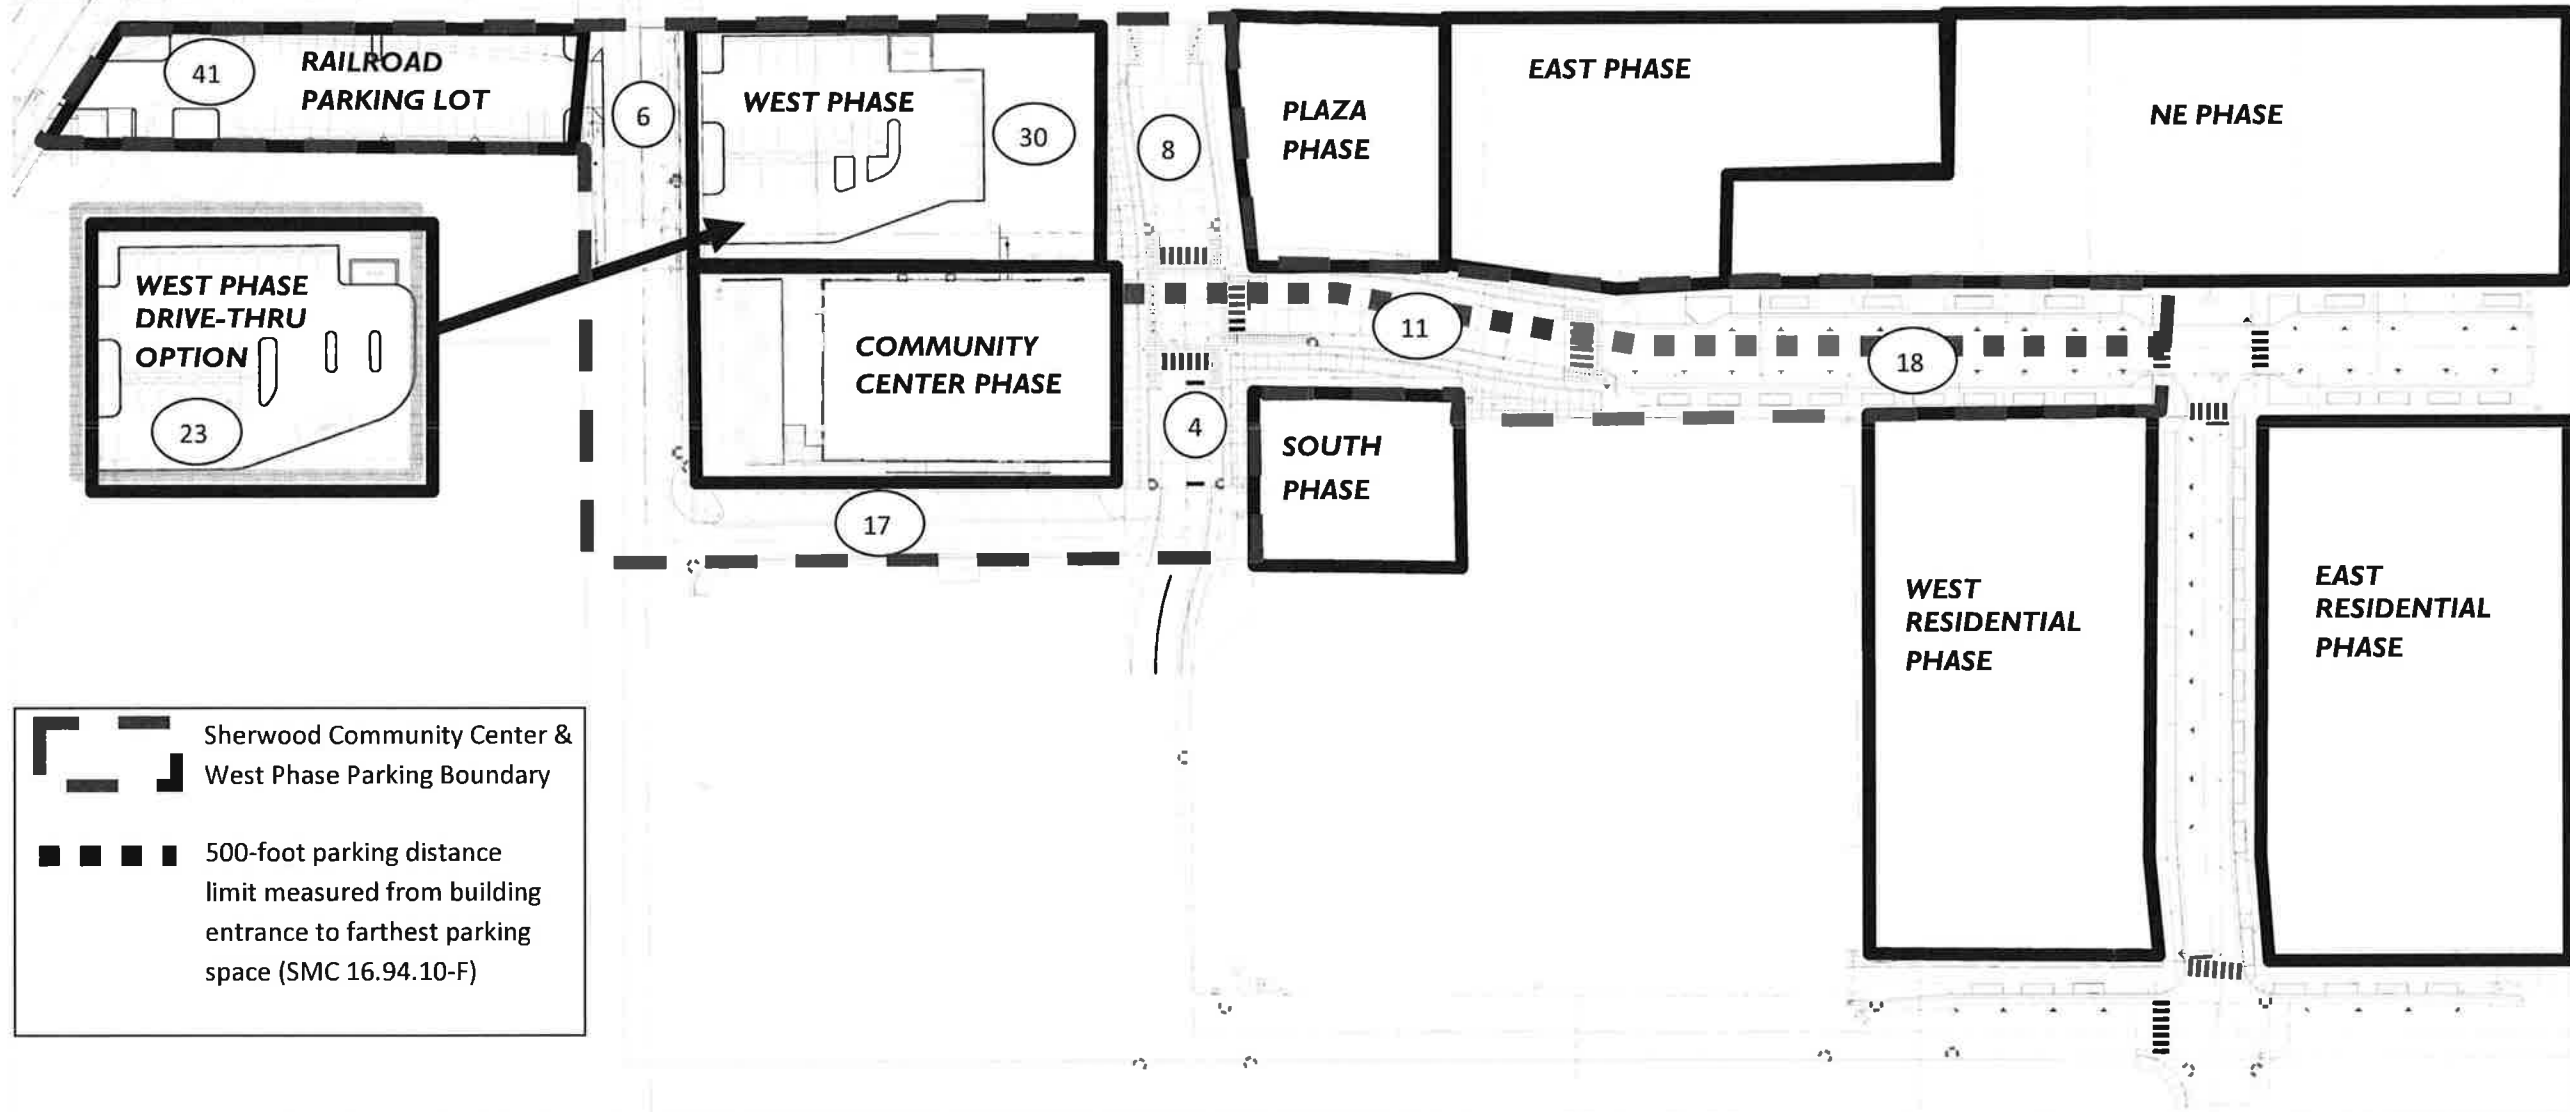 41
RAILROAD
PARKING LOT
6
WEST PHASE
30
8
PLAZA
PHASE
EAST PHASE
NE PHASE
WEST PHASE
DRIVE-THRU
OPTION
23
COMMUNITY
CENTER PHASE
11
18
4
SOUTH
PHASE
17
WEST
RESIDENTIAL
PHASE
EAST
RESIDENTIAL
PHASE
Sherwood Community Center &
West Phase Parking Boundary
500-foot parking distance
limit measured from building
entrance to farthest parking
space (SMC 16.94.10-F)